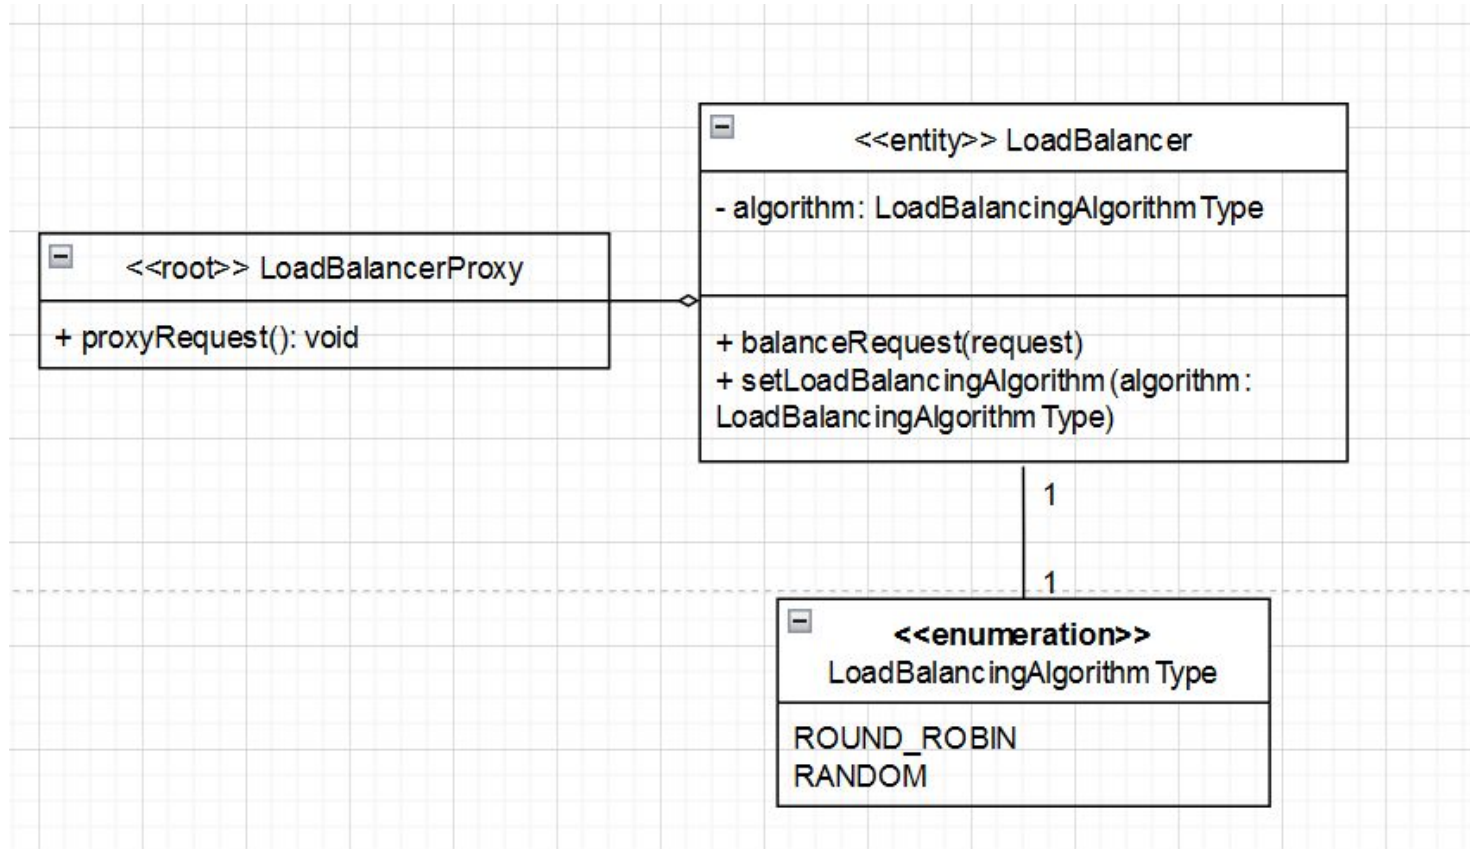 <<entity>> LoadBalancer
- algorithm: LoadBalancingAlgorithmType
+ balanceRequest(request)
+ setLoadBalancingAlgorithm(algorithm:
LoadBalancingAlgorithmType)
<<root>> LoadBalancerProxy
+ proxyRequest(): void
1
1
<<enumeration>>
LoadBalancingAlgorithmType
ROUND_ROBIN
RANDOM